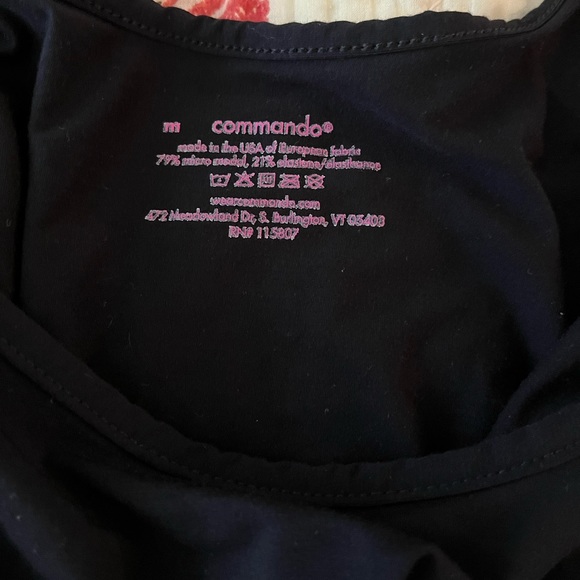 m commando®
made in the USA of European fabric
79% micro modal, 21% elastane/élasthanne
wearcommando.com
472 Meadowland Dr, S. Burlington, VT 05403
RN# 115807